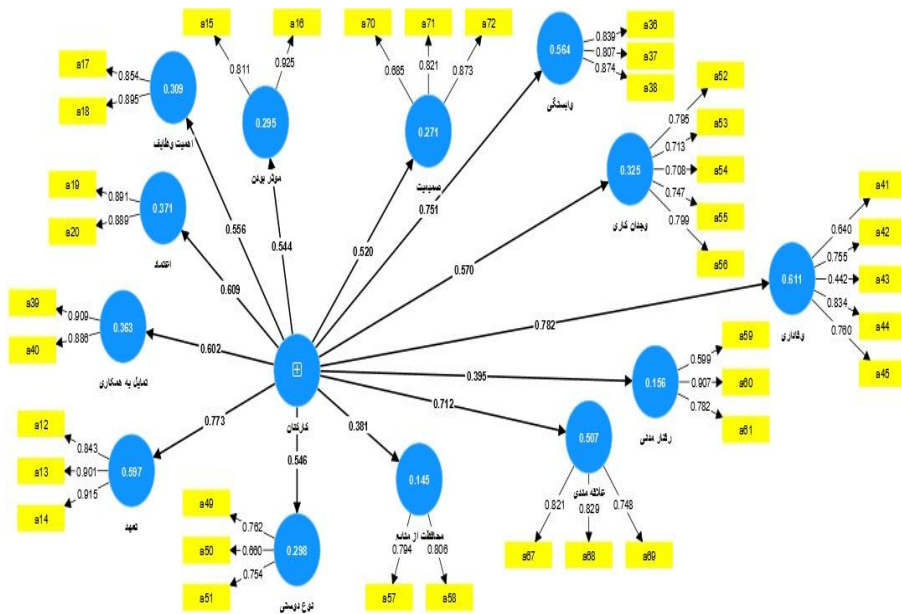 a15
a16
0.811
0.925
0.295
موثر بودن
a70
a71
a72
0.685
0.821
0.873
0.271
صمیمیت
0.564
وابستگی
0.839
0.807
0.874
a36
a37
a38
a17
a18
0.854
0.895
0.309
اهمیت وظایف
a52
a53
a54
a55
a56
0.795
0.713
0.708
0.747
0.799
0.325
وجدان کاری
a19
a20
0.891
0.889
0.371
اعتماد
a41
a42
a43
a44
a45
0.640
0.755
0.442
0.834
0.760
0.611
وفاداری
a39
a40
0.909
0.886
0.363
تمایل به همکاری
0.556
0.544
0.520
0.751
0.570
0.609
0.782
0.602
0.395
0.773
0.546
0.381
0.712
کارکنان
a59
a60
a61
0.599
0.907
0.782
0.156
رفتار مدنی
a12
a13
a14
0.843
0.901
0.915
0.597
تعهد
a49
a50
a51
0.762
0.660
0.754
0.298
نوع دوستی
0.145
محافظت از منابع
0.794
0.806
a57
a58
0.507
علاقه مندی
0.821
0.829
0.748
a67
a68
a69